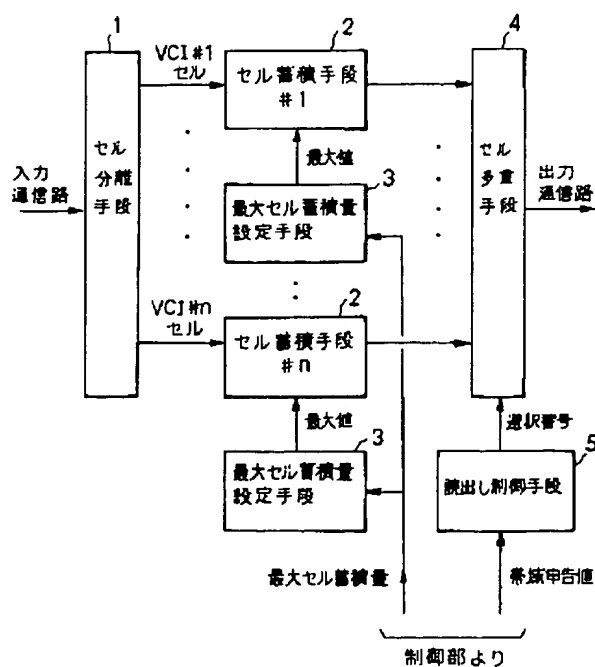 1
2
4
VCI#1
セル
セル蓄積手段
#1
最大値
3
最大セル蓄積量
設定手段
入力
通信路
セル
分離
手段
セル
多重
手段
出力
通信路
VCI#n
セル
2
セル蓄積手段
#n
最大値
3
最大セル蓄積量
設定手段
選択番号
5
読出し制御手段
最大セル蓄積量
帯域申告値
制御部より